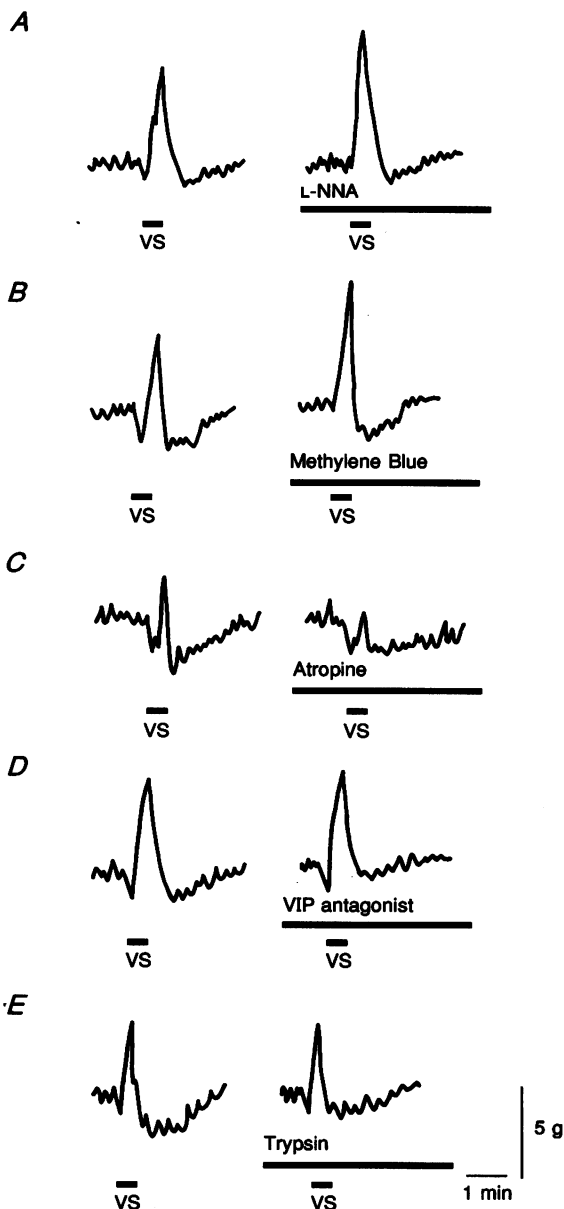 A
L-NNA
VS
VS
B
Methylene Blue
VS
VS
C
Atropine
VS
VS
D
VIP antagonist
VS
VS
E
Trypsin
5 g
VS
VS
1 min